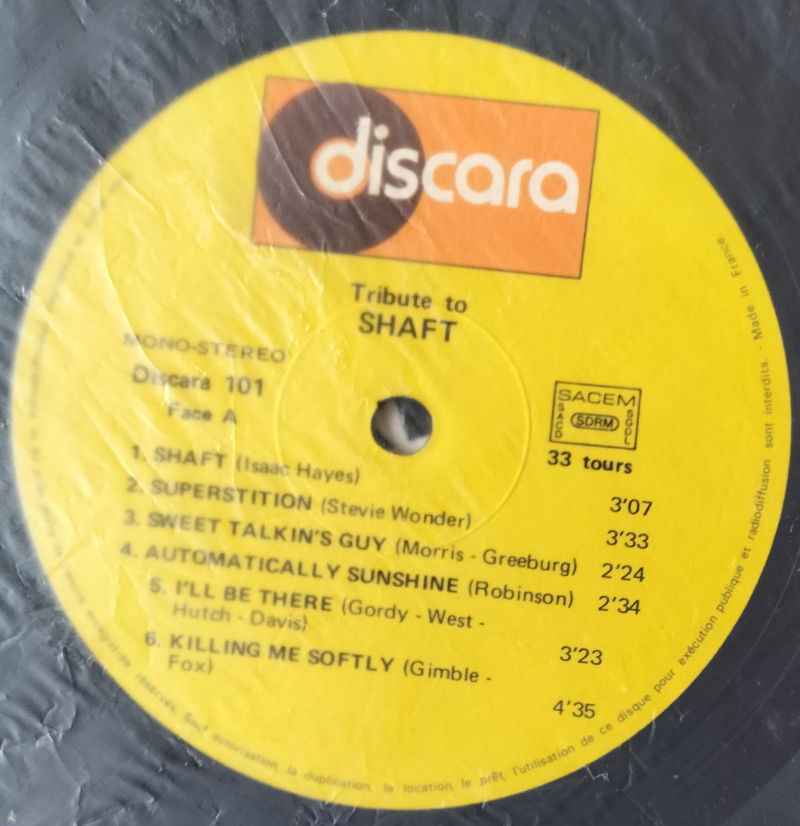 discara
Tribute to
SHAFT
MONO-STEREO
Discara 101
Face A
SACEM
SACD
SDRM
SGDL
33 tours
1. SHAFT (Isaac Hayes) 3'07
2. SUPERSTITION (Stevie Wonder) 3'33
3. SWEET TALKIN'S GUY (Morris - Greeburg) 2'24
4. AUTOMATICALLY SUNSHINE (Robinson) 2'34
5. I'LL BE THERE (Gordy - West -
Hutch - Davis) 3'23
6. KILLING ME SOFTLY (Gimble -
Fox) 4'35
réservés. Sauf autorisation, la duplication, la location, le prêt, l'utilisation de ce disque pour exécution publique et radiodiffusion sont interdits. - Made in France.